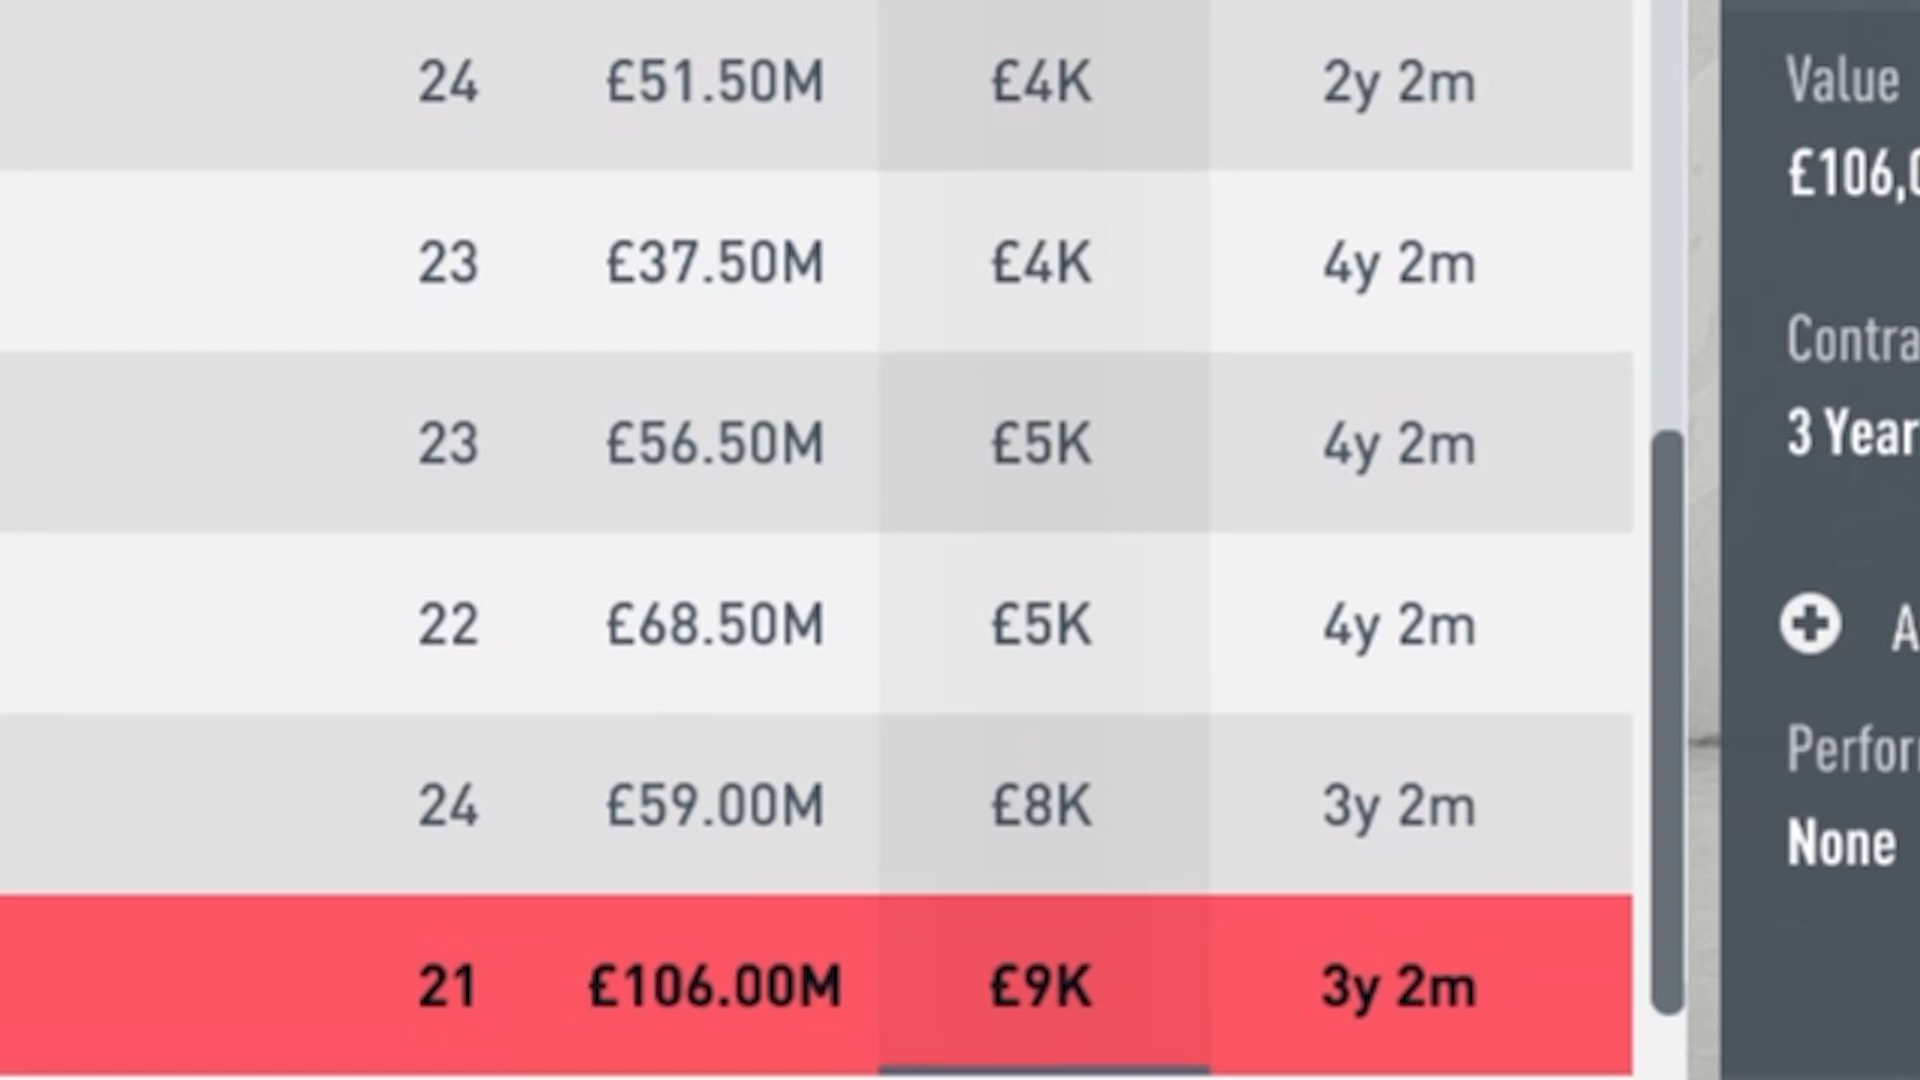 24 £51.50M £4K 2y 2m
23 £37.50M £4K 4y 2m
23 £56.50M £5K 4y 2m
22 £68.50M £5K 4y 2m
24 £59.00M £8K 3y 2m
21 £106.00M £9K 3y 2m
Value
£106,0
Contra
3 Year
A
Perfor
None